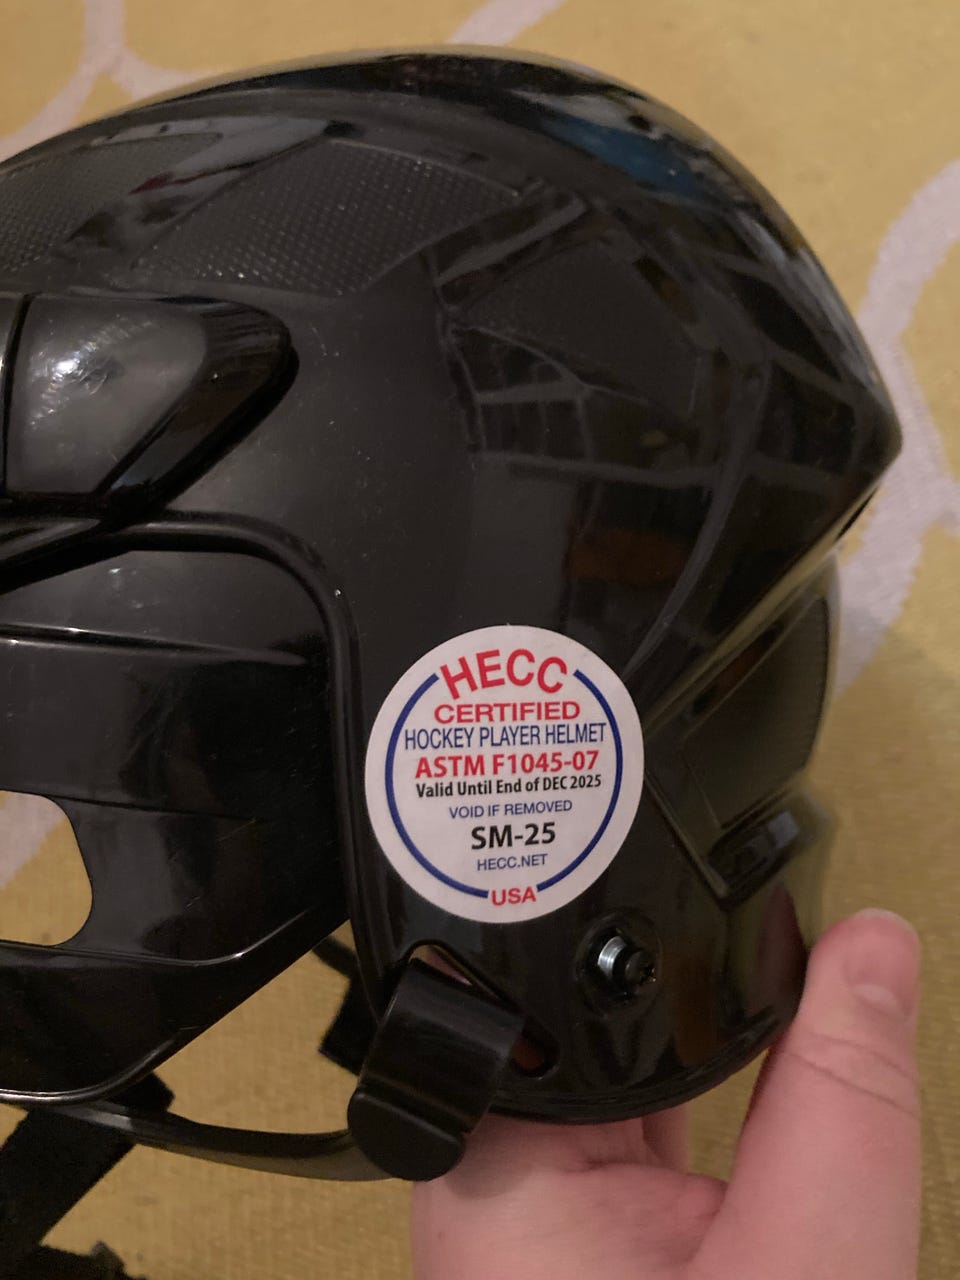 HECC
CERTIFIED
HOCKEY PLAYER HELMET
ASTM F1045-07
Valid Until End of DEC 2025
VOID IF REMOVED
SM-25
HECC.NET
USA